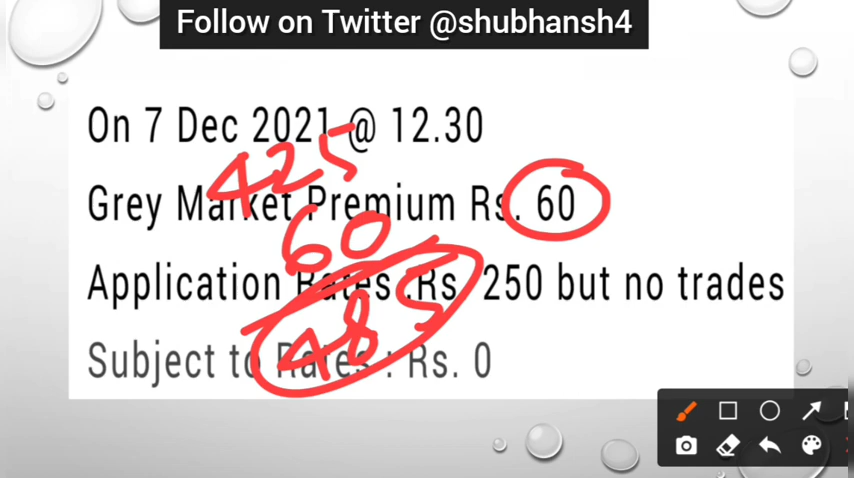 Follow on Twitter @shubhansh4
On 7 Dec 2021 @ 12.30
425
Grey Market Premium Rs. 60
60
Application Rates :Rs. 250 but no trades
485
Subject to Rates : Rs. 0